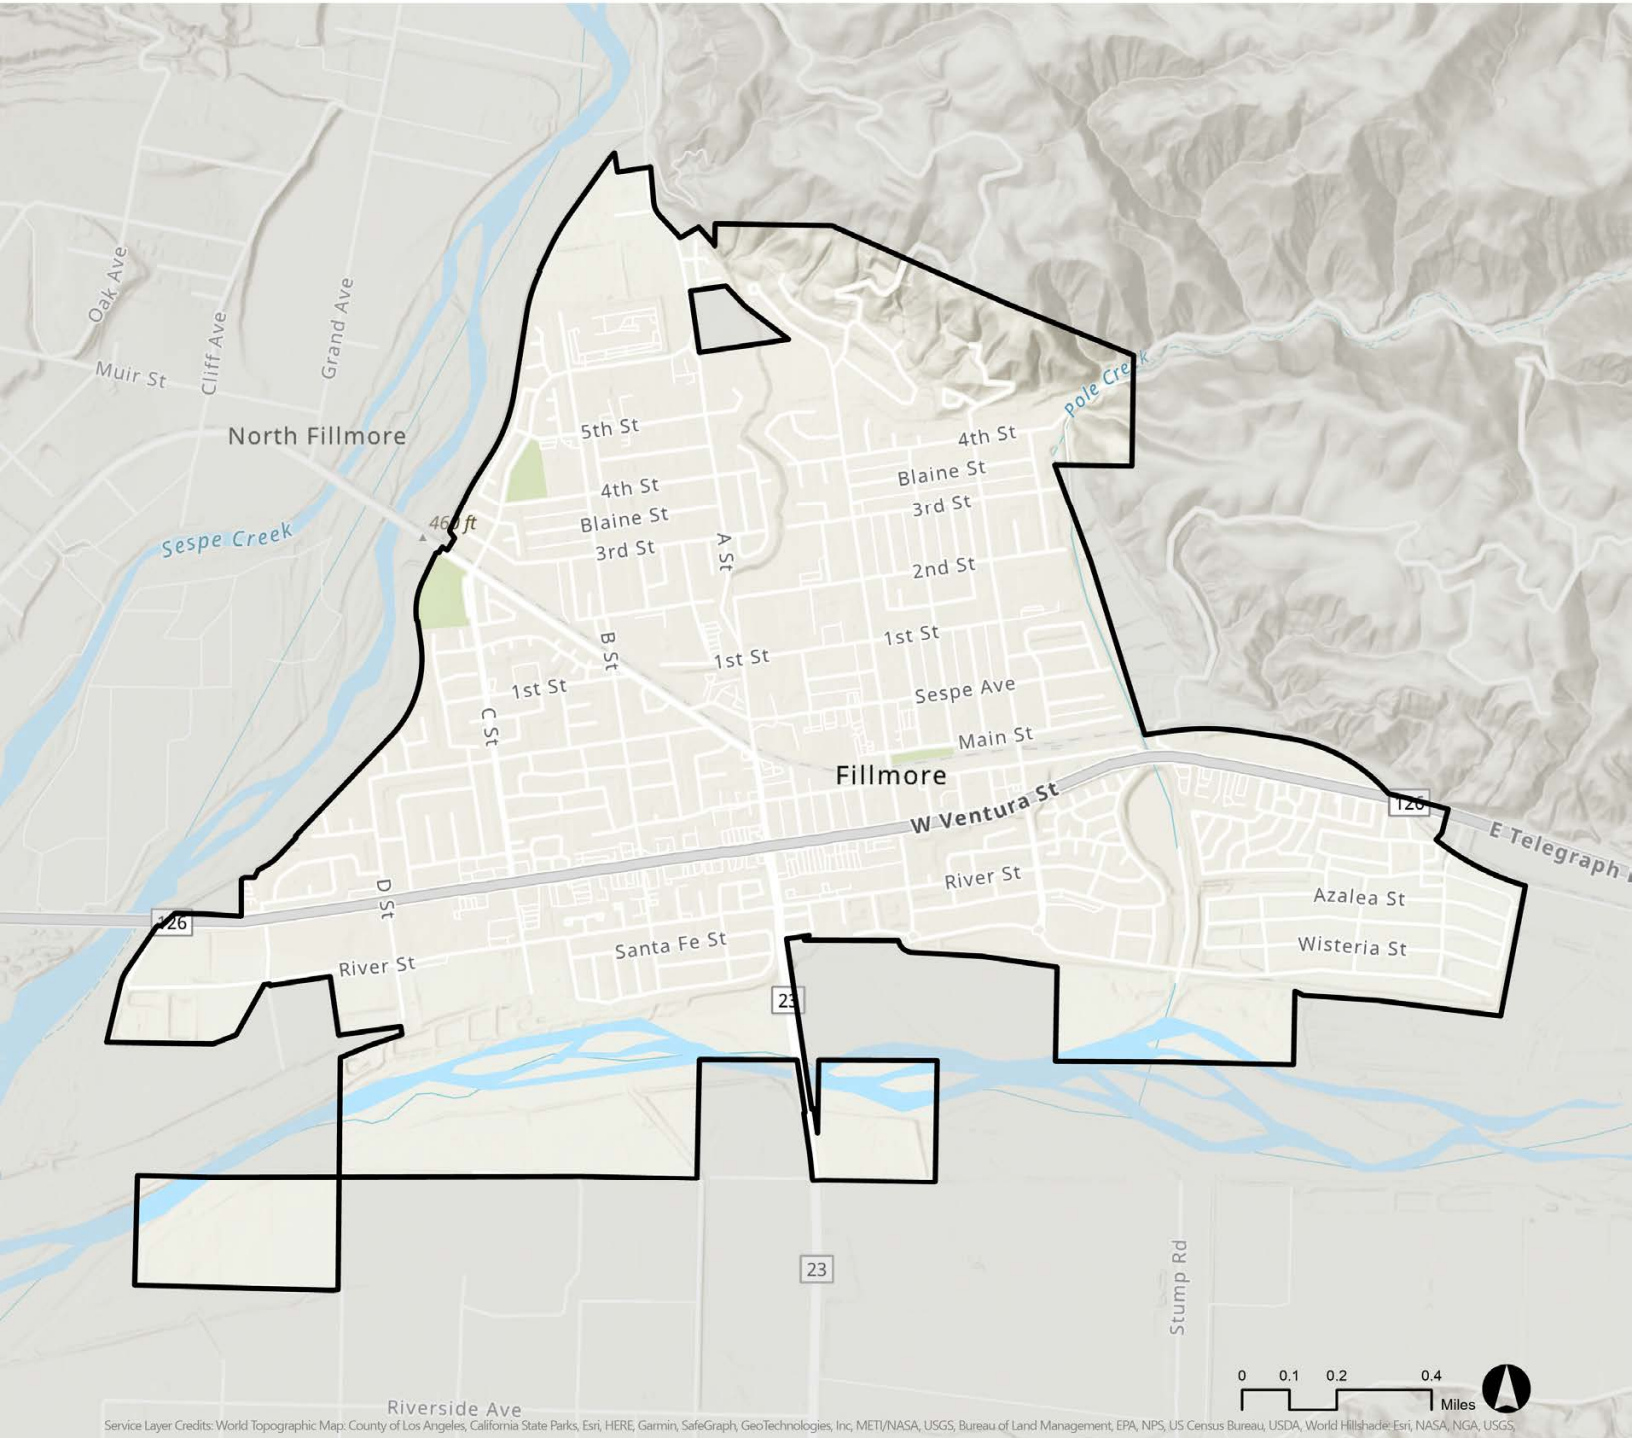 Oak Ave
Cliff Ave
Grand Ave
Muir St
North Fillmore
Sespe Creek
Pole Creek
5th St
4th St
4th St
Blaine St
Blaine St
3rd St
3rd St
A St
2nd St
B St
1st St
1st St
1st St
C St
Sespe Ave
Main St
Fillmore
W Ventura St
126
E Telegraph
D St
River St
Azalea St
126
Santa Fe St
Wisteria St
River St
23
23
Stump Rd
Riverside Ave
0 0.1 0.2 0.4
Miles
Service Layer Credits: World Topographic Map: County of Los Angeles, California State Parks, Esri, HERE, Garmin, SafeGraph, GeoTechnologies, Inc, METI/NASA, USGS, Bureau of Land Management, EPA, NPS, US Census Bureau, USDA, World Hillshade: Esri, NASA, NGA, USGS,